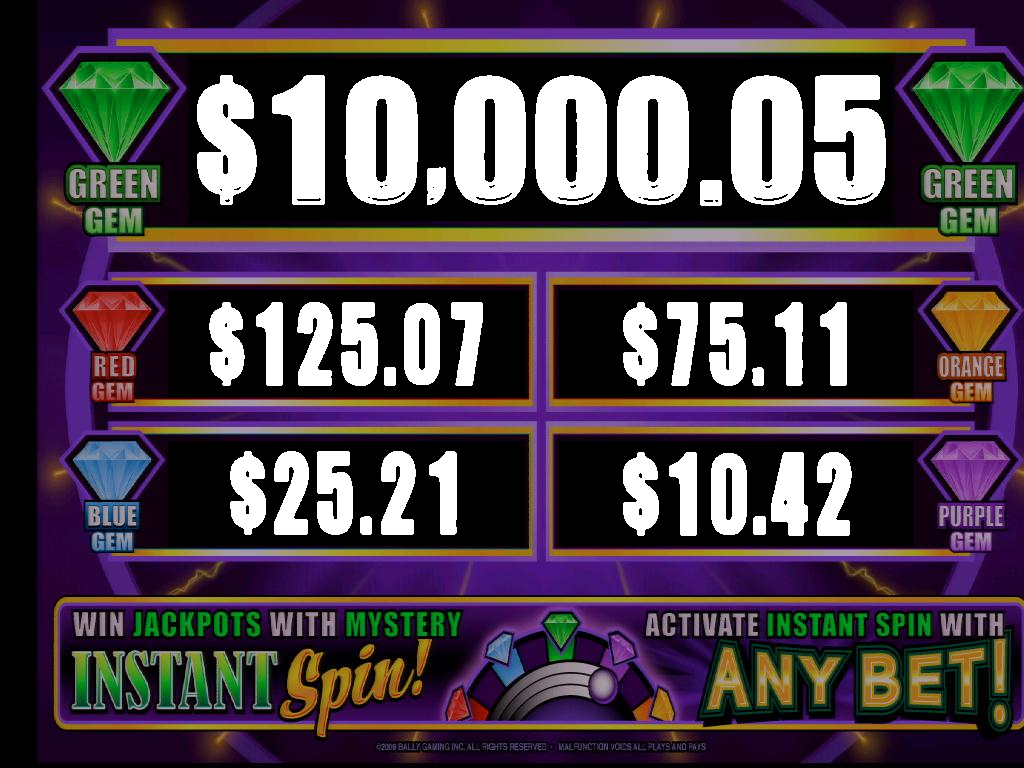 $10,000.05
GREEN
GEM
GREEN
GEM
$125.07
RED
GEM
$75.11
ORANGE
GEM
$25.21
BLUE
GEM
$10.42
PURPLE
GEM
WIN JACKPOTS WITH MYSTERY
INSTANT Spin!
ACTIVATE INSTANT SPIN WITH
ANY BET!
©2009 BALLY GAMING INC. ALL RIGHTS RESERVED · MALFUNCTION VOIDS ALL PLAYS AND PAYS